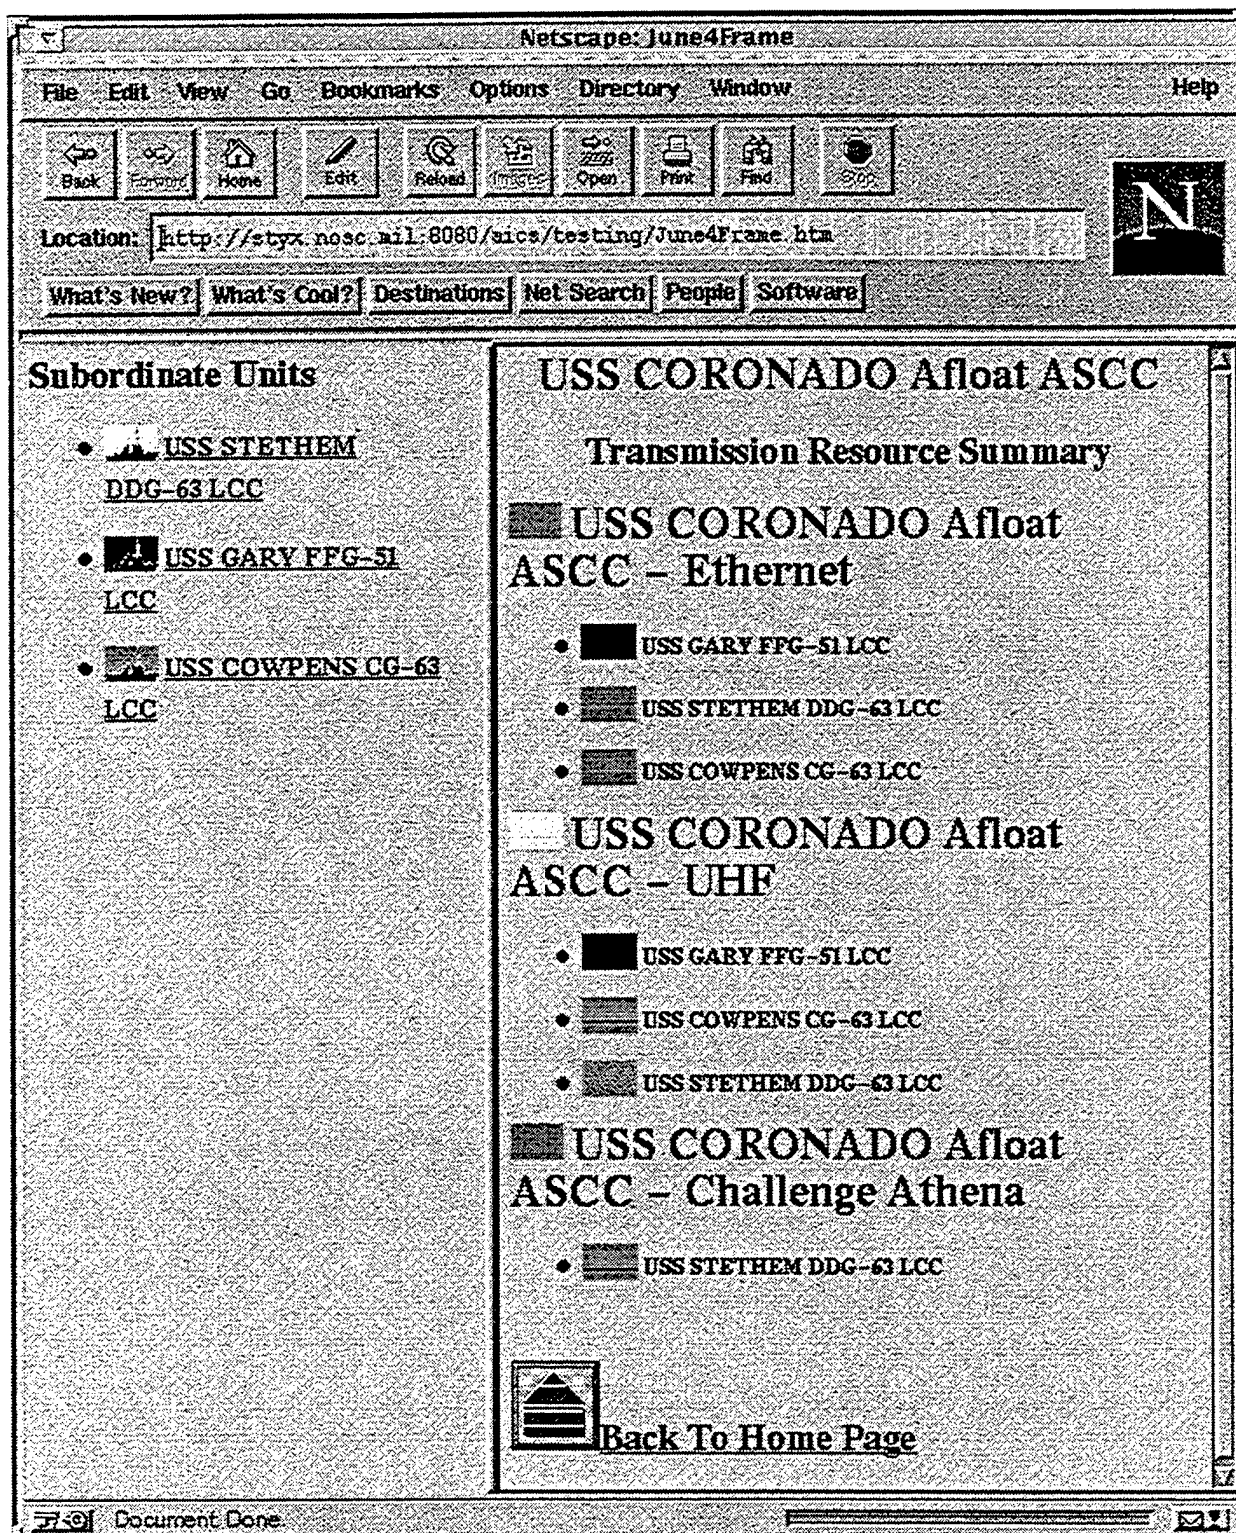 Netscape: June4Frame
File Edit View Go Bookmarks Options Directory Window Help
Back Forward Home Edit Reload Images Open Print Find Stop
N
Location: http://styx.nosc.mil:8080/aics/testing/June4Frame.htm
What's New? What's Cool? Destinations Net Search People Software
Subordinate Units
USS STETHEM
DDG-63 LCC
USS GARY FFG-51
LCC
USS COWPENS CG-63
LCC
USS CORONADO Afloat ASCC
Transmission Resource Summary
USS CORONADO Afloat
ASCC - Ethernet
USS GARY FFG-51 LCC
USS STETHEM DDG-63 LCC
USS COWPENS CG-63 LCC
USS CORONADO Afloat
ASCC - UHF
USS GARY FFG-51 LCC
USS COWPENS CG-63 LCC
USS STETHEM DDG-63 LCC
USS CORONADO Afloat
ASCC - Challenge Athena
USS STETHEM DDG-63 LCC
Back To Home Page
Document Done.